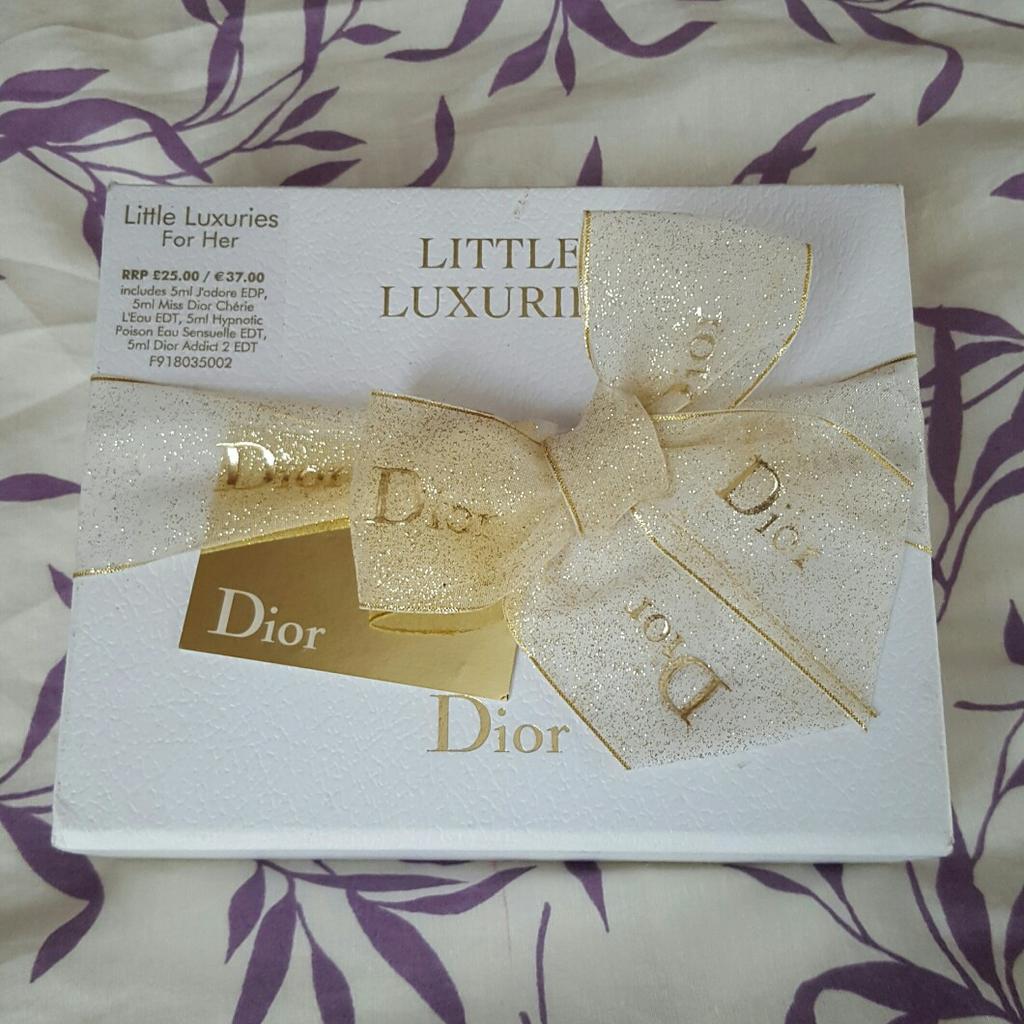 Little Luxuries
For Her
RRP £25.00 / €37.00
includes 5ml J'adore EDP,
5ml Miss Dior Chérie
L'Eau EDT, 5ml Hypnotic
Poison Eau Sensuelle EDT,
5ml Dior Addict 2 EDT
F918035002
LITTLE
LUXURI
Dior
Dior
Dior
Dior
Dior
Dior
Dior